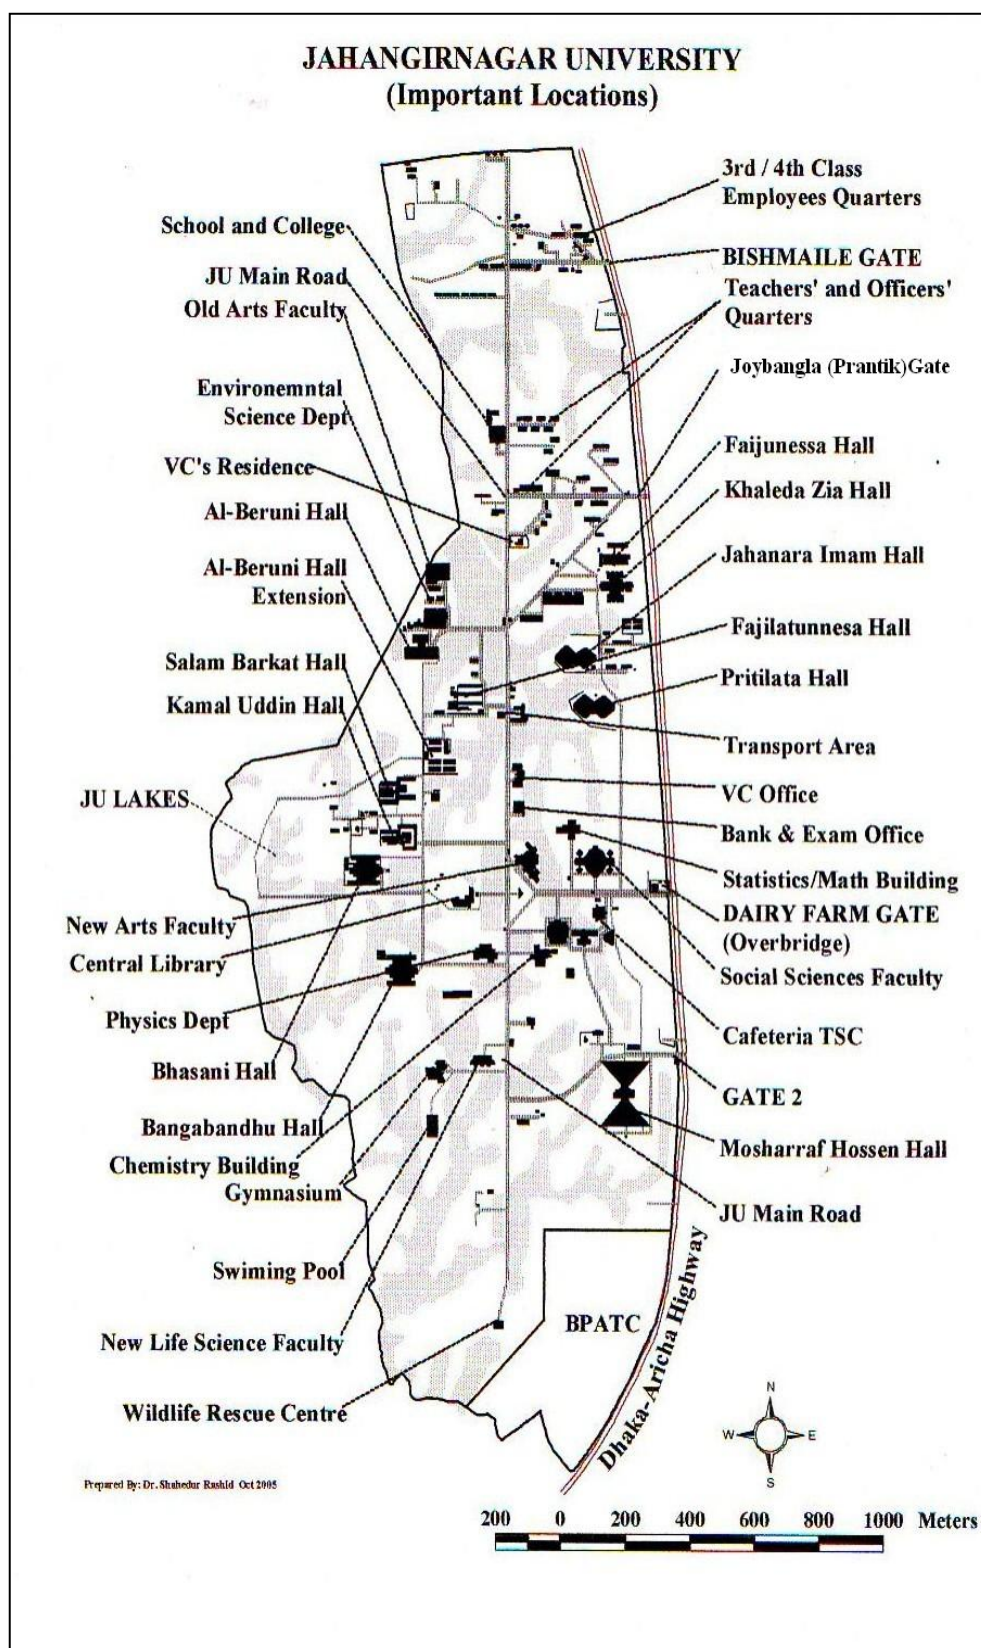 JAHANGIRNAGAR UNIVERSITY
(Important Locations)
3rd / 4th Class
Employees Quarters
School and College
BISHMAILE GATE
JU Main Road
Teachers' and Officers'
Quarters
Old Arts Faculty
Joybangla (Prantik)Gate
Environemntal
Science Dept
Faijunessa Hall
VC's Residence
Khaleda Zia Hall
Al-Beruni Hall
Jahanara Imam Hall
Al-Beruni Hall
Extension
Fajilatunnesa Hall
Salam Barkat Hall
Pritilata Hall
Kamal Uddin Hall
Transport Area
JU LAKES
VC Office
Bank & Exam Office
Statistics/Math Building
New Arts Faculty
DAIRY FARM GATE
(Overbridge)
Central Library
Social Sciences Faculty
Physics Dept
Cafeteria TSC
Bhasani Hall
GATE 2
Bangabandhu Hall
Mosharraf Hossen Hall
Chemistry Building
Gymnasium
JU Main Road
Swiming Pool
BPATC
New Life Science Faculty
Dhaka-Aricha Highway
Wildlife Rescue Centre
N
W E
S
Prepared By: Dr. Shahedur Rashid Oct 2005
200 0 200 400 600 800 1000 Meters